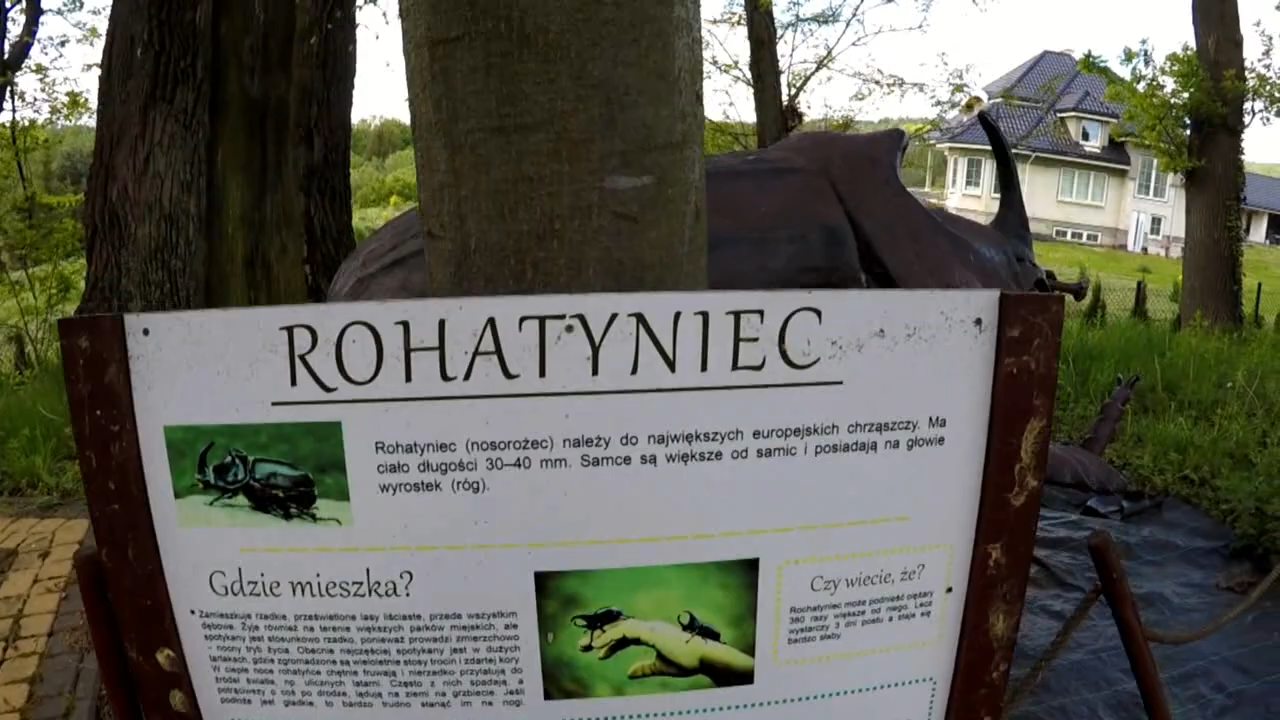 ROHATYNIEC
Rohatyniec (nosorożec) należy do największych europejskich chrząszczy. Ma
ciało długości 30–40 mm. Samce są większe od samic i posiadają na głowie
wyrostek (róg).
Gdzie mieszka?
Zamieszkuje rzadkie, prześwietlone lasy liściaste, przede wszystkim
dębowe. Żyje również na terenie większych parków miejskich, ale
spotykany jest stosunkowo rzadko, ponieważ prowadzi zmierzchowo
- nocny tryb życia. Obecnie najczęściej spotykany jest w dużych
tartakach, gdzie zgromadzone są wieloletnie stosy trocin i zdartej kory.
W ciepłe noce rohatyńce chętnie fruwają i nierzadko przylatują do
źródeł światła, np. ulicznych latarni. Często z nich spadają, a
potrąciwszy o coś po drodze, lądują na ziemi na grzbiecie. Jeśli
podłoże jest gładkie, to bardzo trudno stanąć im na nogi.
Czy wiecie, że?
Rochatyniec może podnieść ciężary
380 razy większe od niego. Lecz
wystarczy 3 dni postu a staje się
bardzo słaby.